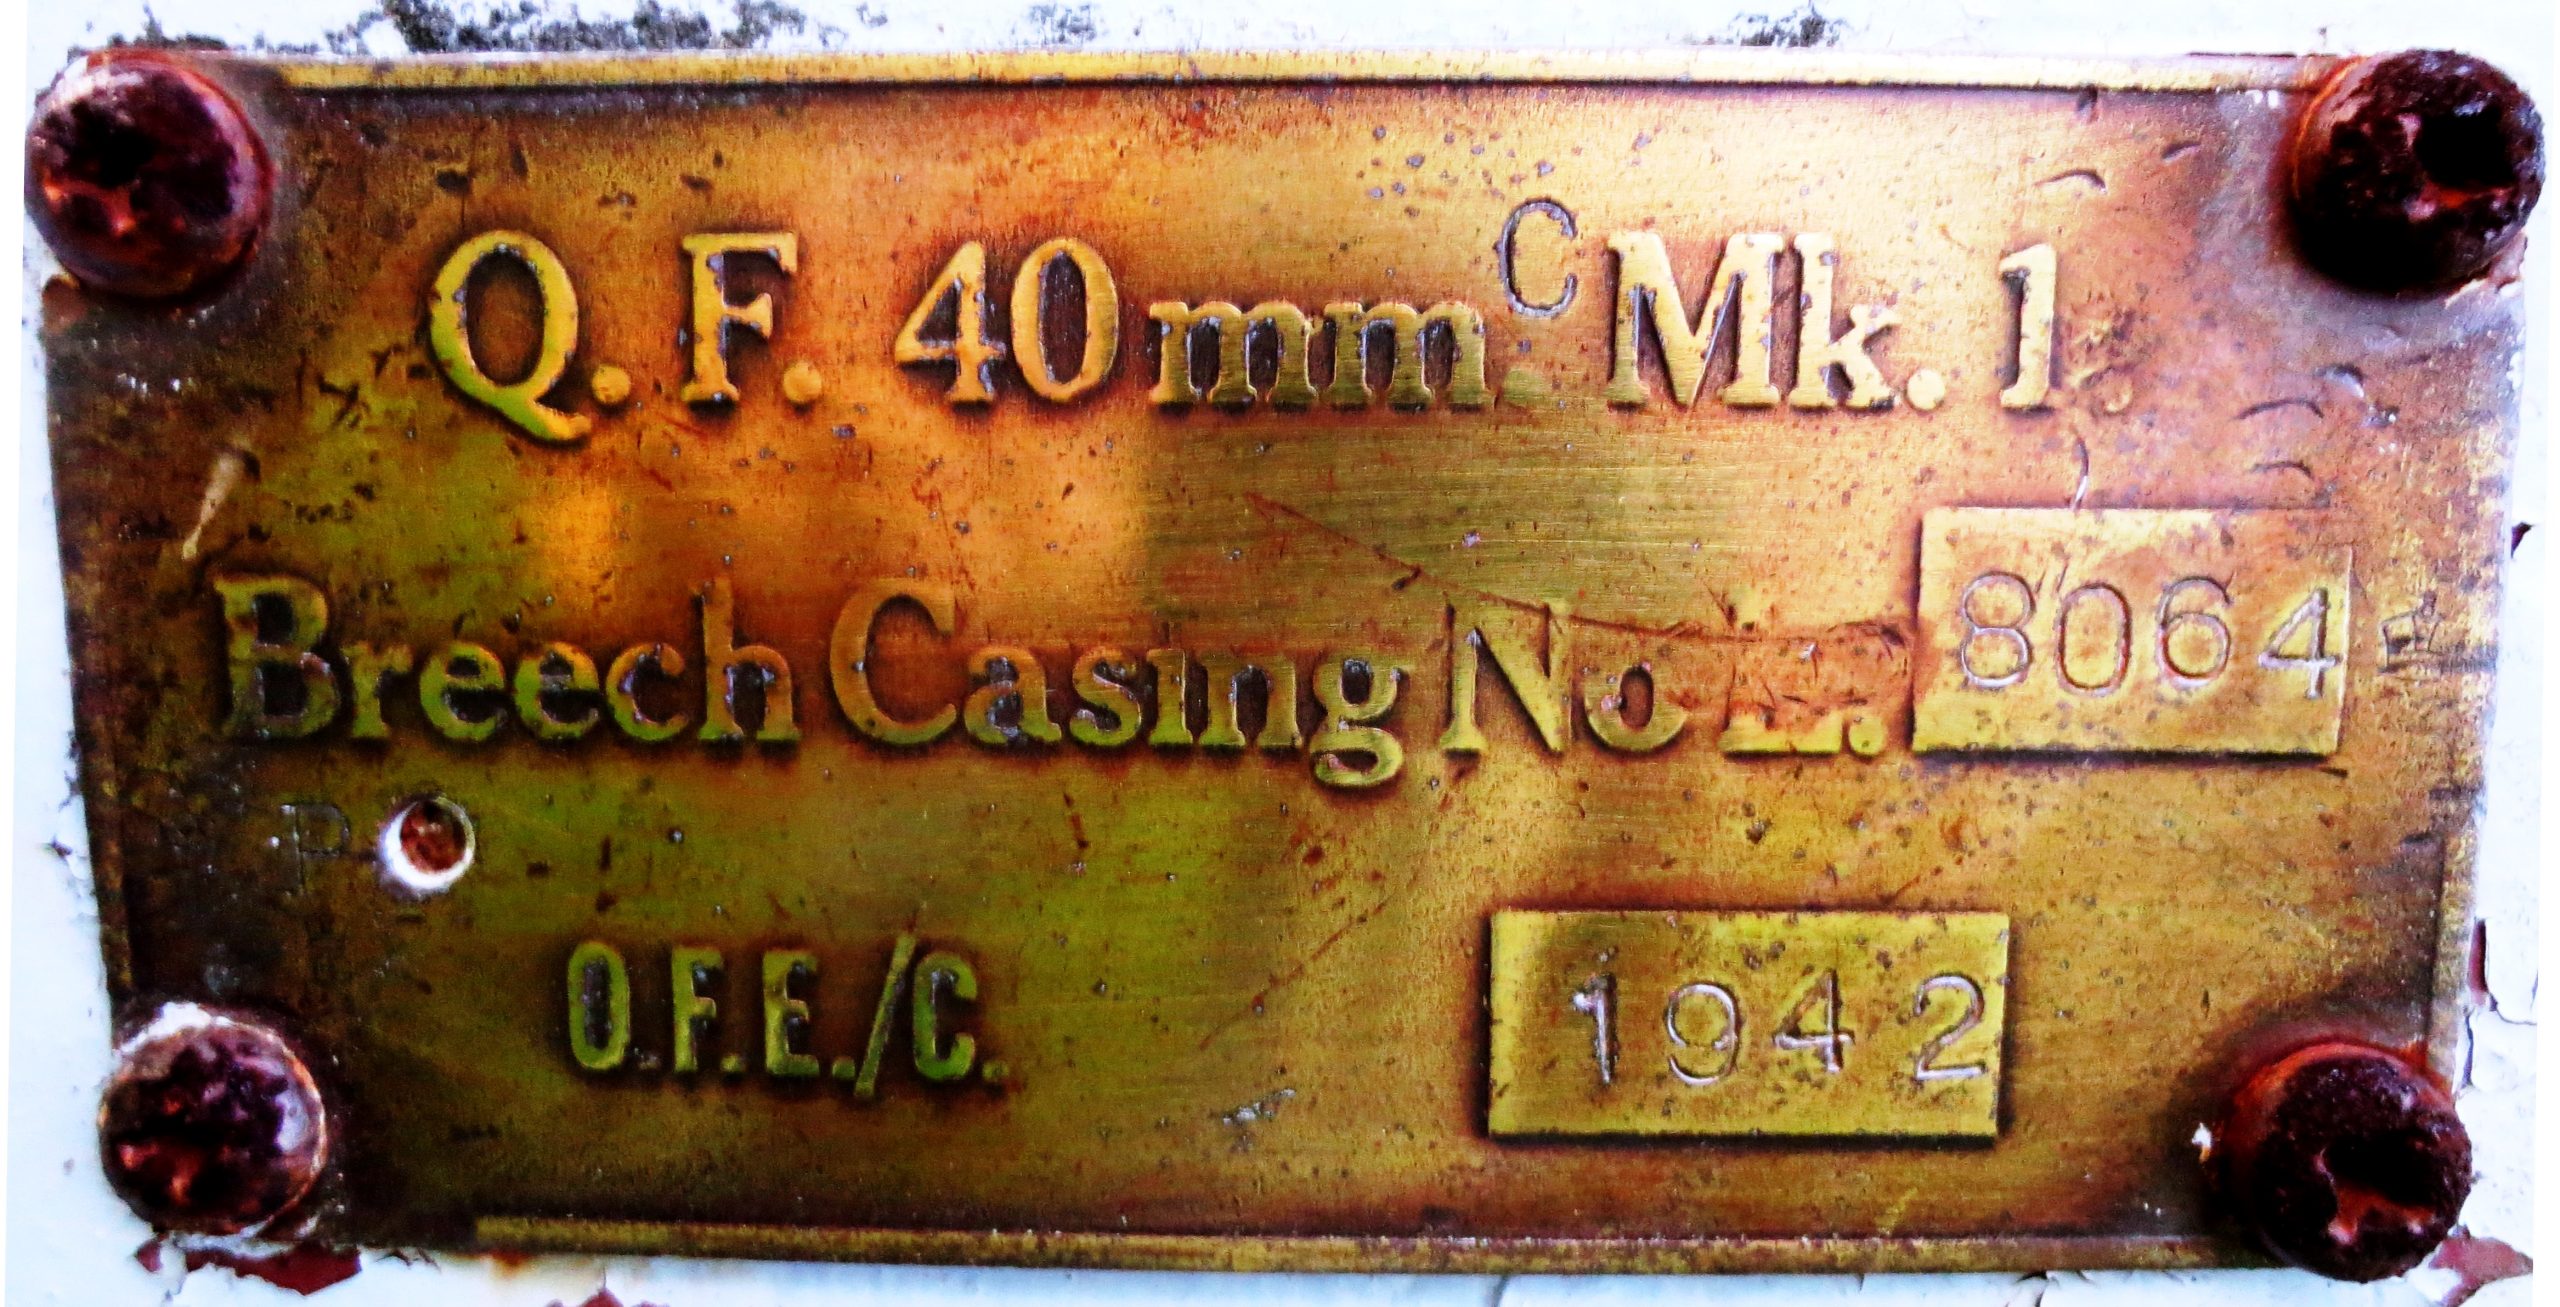 Q. F. 40mm C Mk. 1
Breech Casing No L. 8064
P
O.F.E./C. 1942